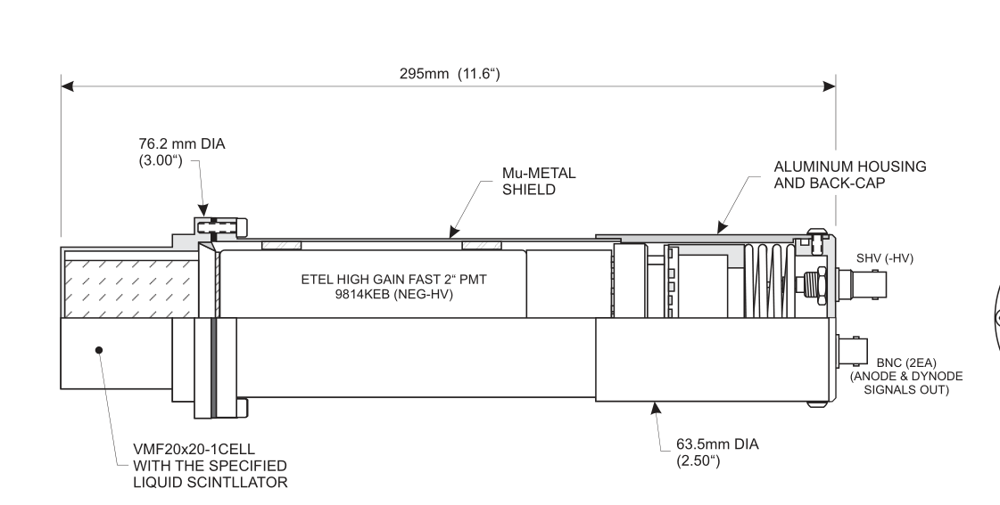 295mm  (11.6“)
76.2 mm DIA
(3.00“)
Mu-METAL
SHIELD
ALUMINUM HOUSING
AND BACK-CAP
ETEL HIGH GAIN FAST 2“ PMT
9814KEB (NEG-HV)
SHV (-HV)
BNC (2EA)
(ANODE & DYNODE
SIGNALS OUT)
63.5mm DIA
(2.50“)
VMF20x20-1CELL
WITH THE SPECIFIED
LIQUID SCINTLLATOR